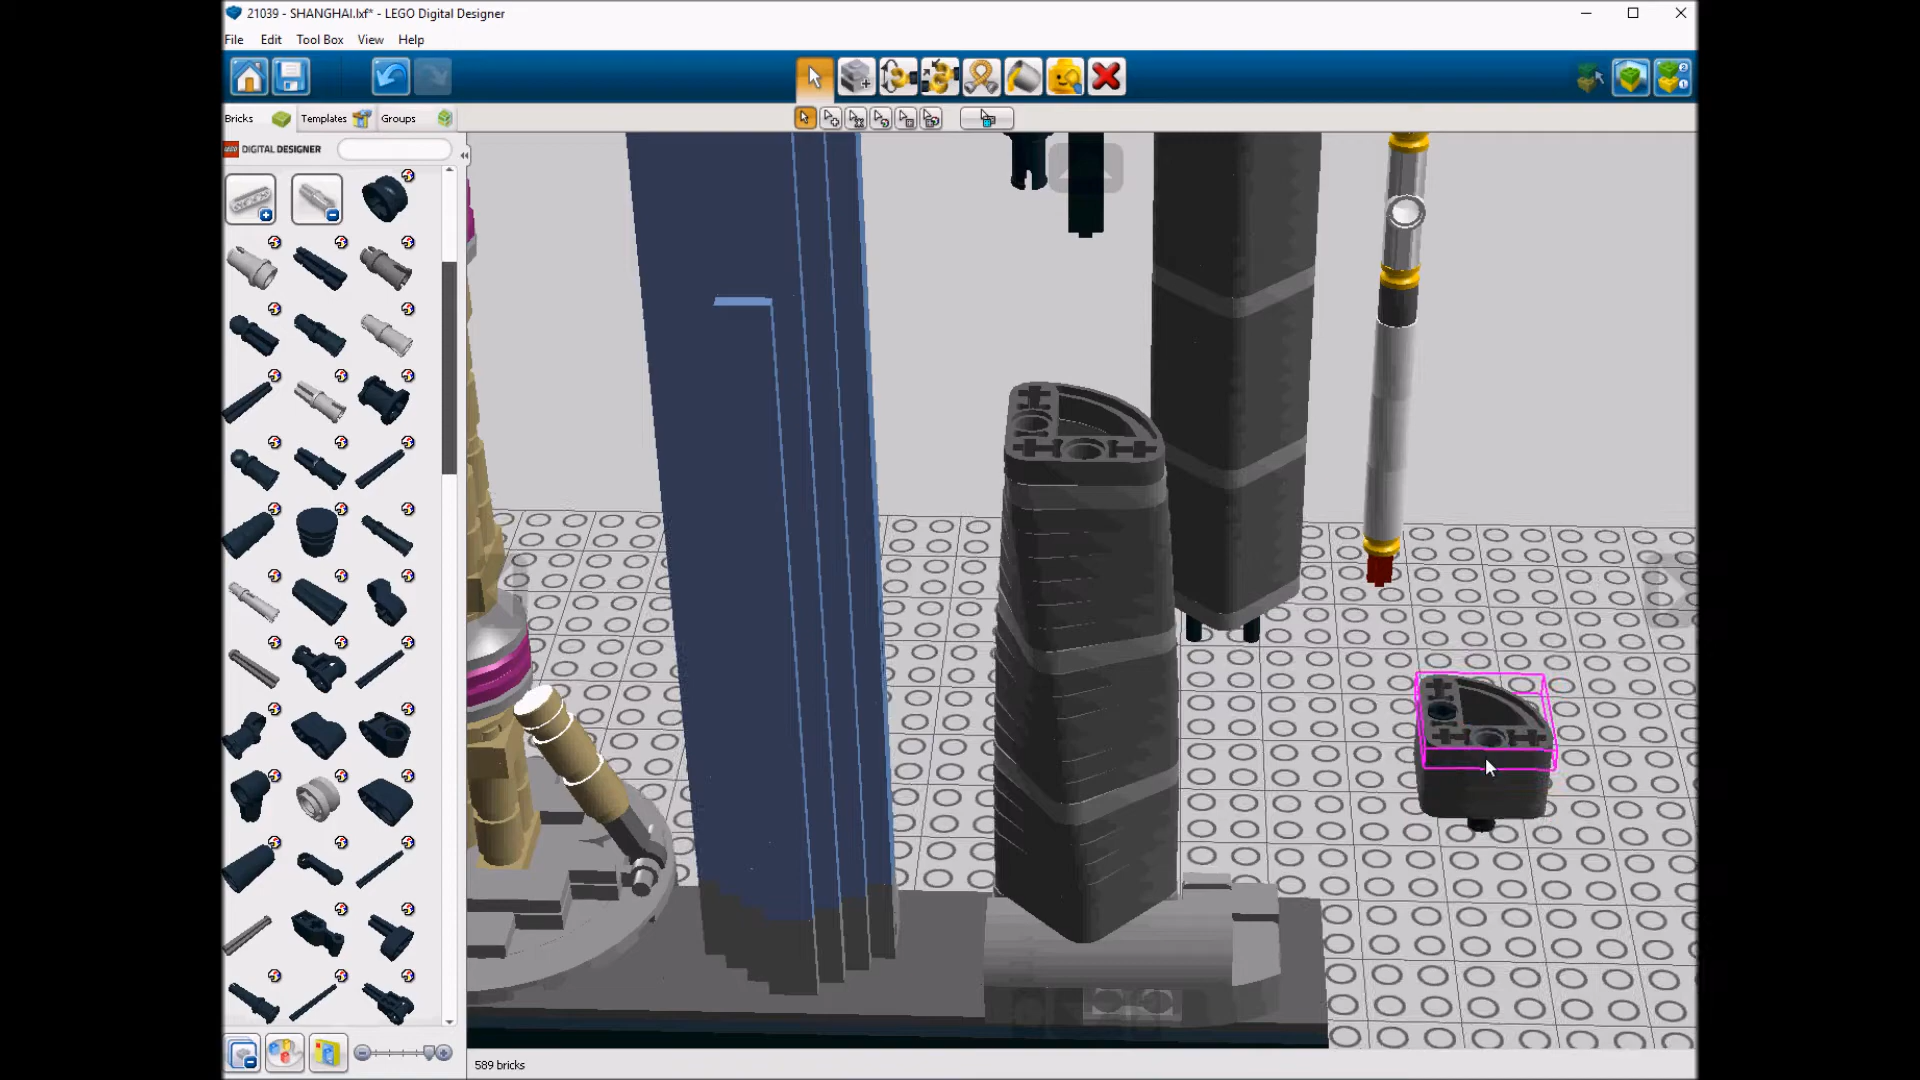 21039 - SHANGHAI.lxf* - LEGO Digital Designer
File Edit Tool Box View Help
Bricks Templates Groups
LEGO DIGITAL DESIGNER
589 bricks